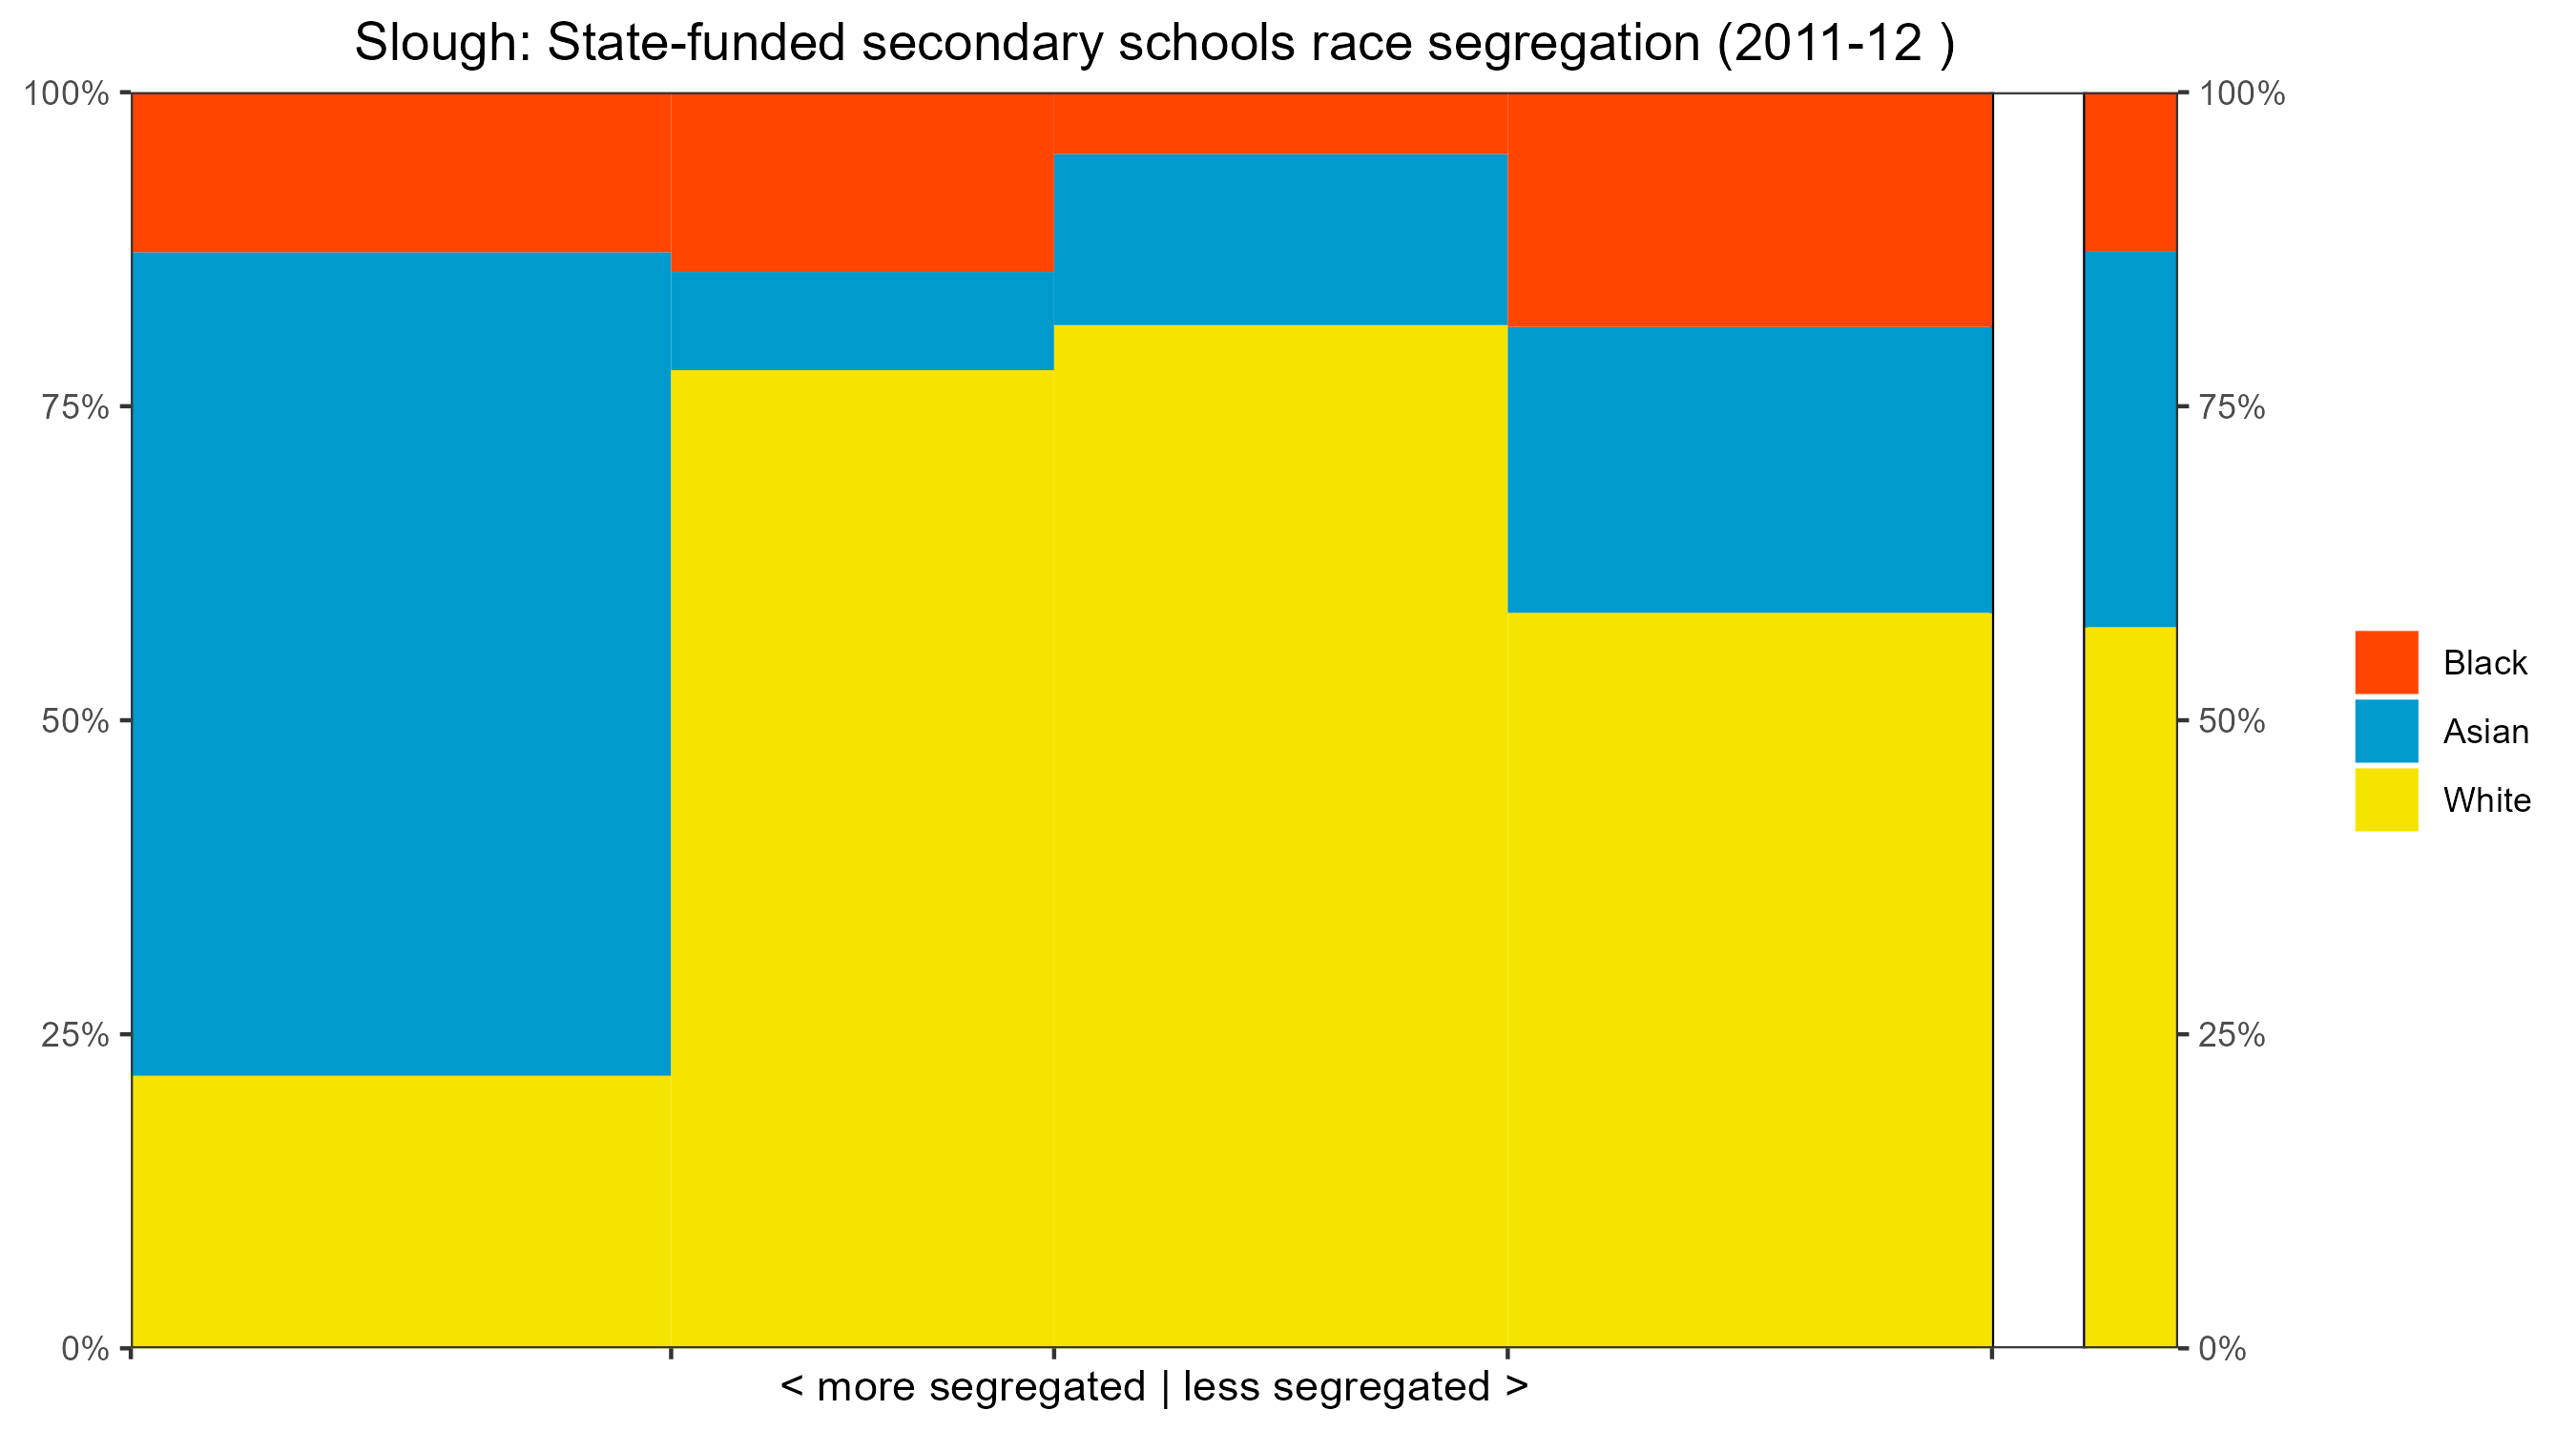 Slough: State-funded secondary schools race segregation (2011-12 )
100%
75%
50%
25%
0%
100%
75%
50%
25%
0%
< more segregated | less segregated >
Black
Asian
White